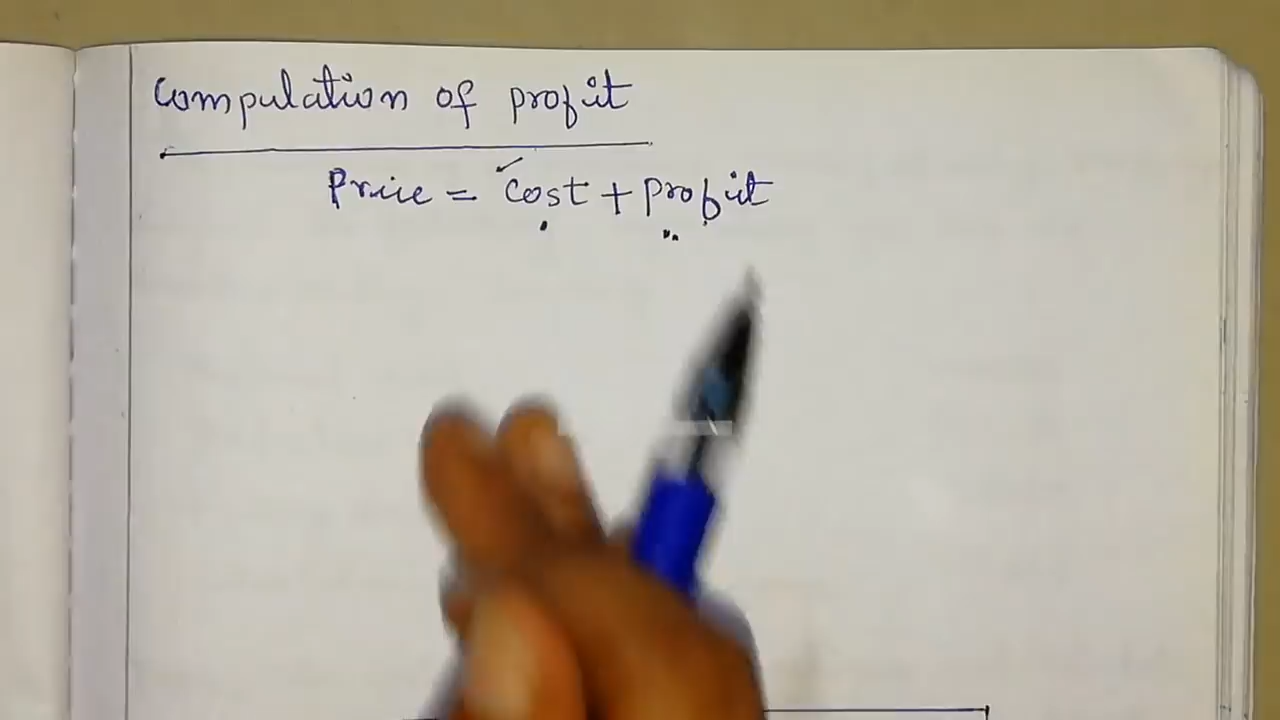 Compulation of profit
Price = cost + profit